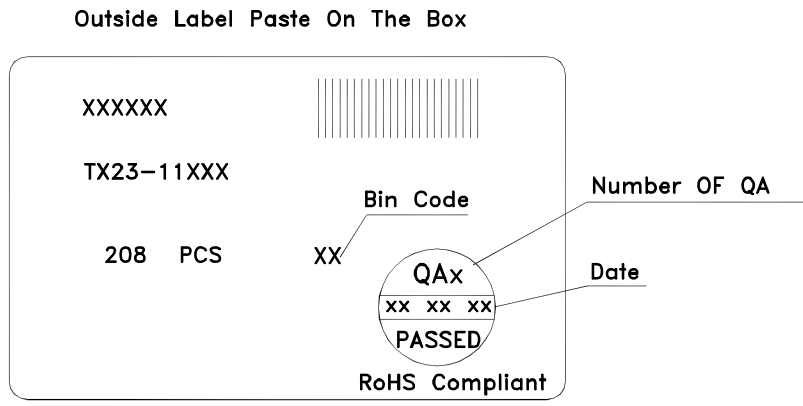 Outside Label Paste On The Box
XXXXXX
TX23-11XXX
Number OF QA
Bin Code
208 PCS XX
QAx
Date
xx xx xx
PASSED
RoHS Compliant